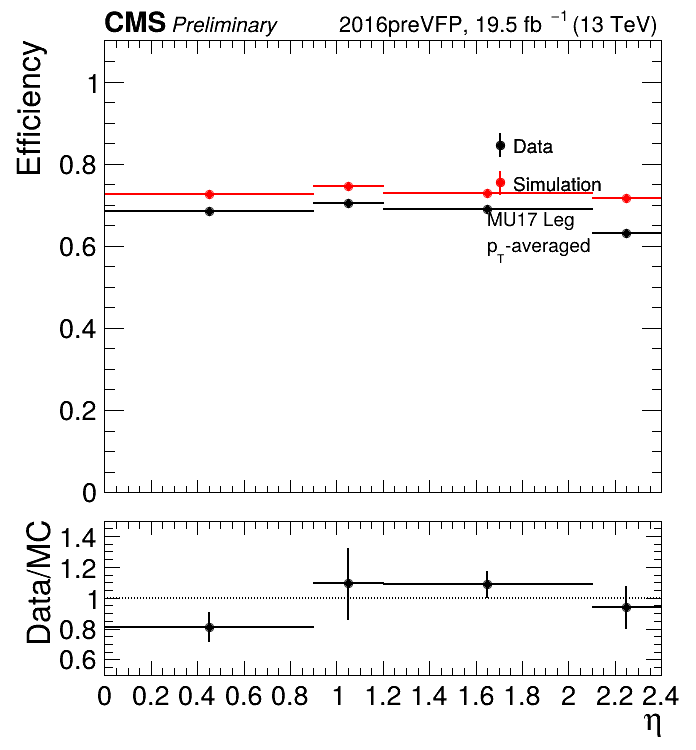 CMS Preliminary 2016preVFP, 19.5 fb⁻¹ (13 TeV)
Efficiency
1
0.8
0.6
0.4
0.2
0
Data
Simulation
MU17 Leg
pT-averaged
Data/MC
1.4
1.2
1
0.8
0.6
0 0.2 0.4 0.6 0.8 1 1.2 1.4 1.6 1.8 2 2.2 2.4
η